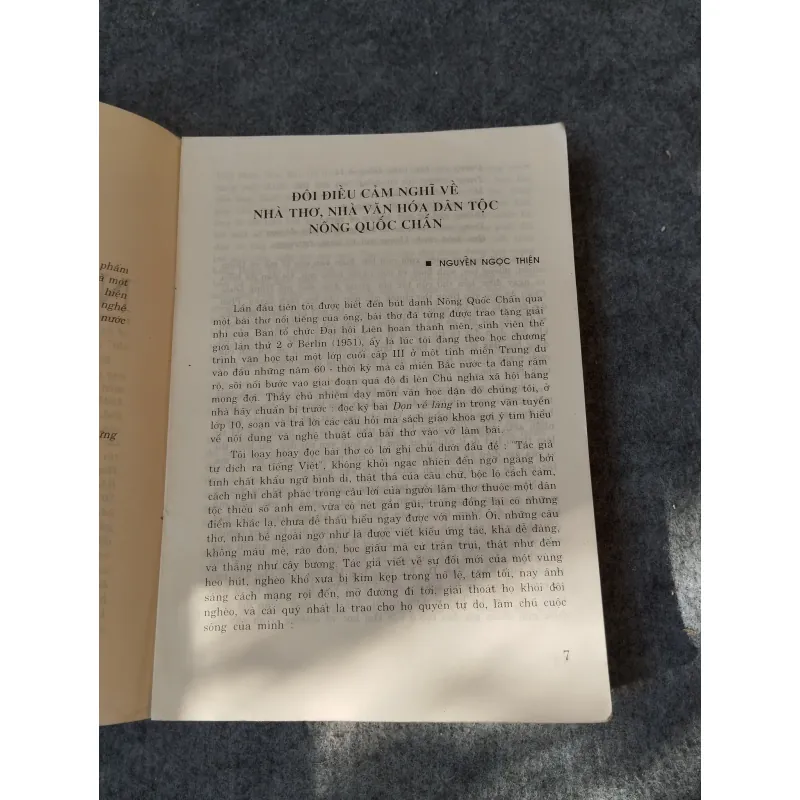 phẩm
à một
hiện
nghệ
nước
ưng
ĐÔI ĐIỀU CẢM NGHĨ VỀ
NHÀ THƠ, NHÀ VĂN HÓA DÂN TỘC
NÔNG QUỐC CHẤN
■ NGUYỄN NGỌC THIỆN
Lần đầu tiên tôi được biết đến bút danh Nông Quốc Chấn qua
một bài thơ nổi tiếng của ông, bài thơ đã từng được trao tặng giải
nhì của Ban tổ chức Đại hội Liên hoan thanh niên, sinh viên thế
giới lần thứ 2 ở Berlin (1951), ấy là lúc tôi đang theo học chương
trình văn học tại một lớp cuối cấp III ở một tỉnh miền Trung du
vào đầu những năm 60 - thời kỳ mà cả miền Bắc nước ta đang rầm
rộ, sôi nổi bước vào giai đoạn quá độ đi lên Chủ nghĩa xã hội hằng
mong đợi. Thầy chủ nhiệm dạy môn văn học dặn dò chúng tôi, ở
nhà hãy chuẩn bị trước : đọc kỹ bài Dọn về làng in trong văn tuyển
lớp 10, soạn và trả lời các câu hỏi mà sách giáo khoa gợi ý tìm hiểu
về nội dung và nghệ thuật của bài thơ vào vở làm bài.
Tôi loay hoay đọc bài thơ có lời ghi chú dưới đầu đề : "Tác giả
tự dịch ra tiếng Việt", không khỏi ngạc nhiên đến ngỡ ngàng bởi
tính chất khẩu ngữ bình dị, thật thà của câu chữ, bộc lộ cách cảm,
cách nghĩ chất phác trong câu lời của người làm thơ thuộc một dân
tộc thiểu số anh em, vừa có nét gần gũi, tương đồng lại có những
điểm khác lạ, chưa dễ thấu hiểu ngay được với mình. Ôi, những câu
thơ, nhìn bề ngoài ngỡ như là được viết kiểu ứng tác, khá dễ dàng,
không màu mè, rào đón, bọc giấu mà cứ trần trụi, thật như đếm
và thẳng như cây bương. Tác giả viết về sự đổi mới của một vùng
heo hút, nghèo khổ xưa bị kìm kẹp trong nô lệ, tăm tối, nay ánh
sáng cách mạng rọi đến, mở đường đi tới, giải thoát họ khỏi đói
nghèo, và cái quý nhất là trao cho họ quyền tự do, làm chủ cuộc
sống của mình :
7